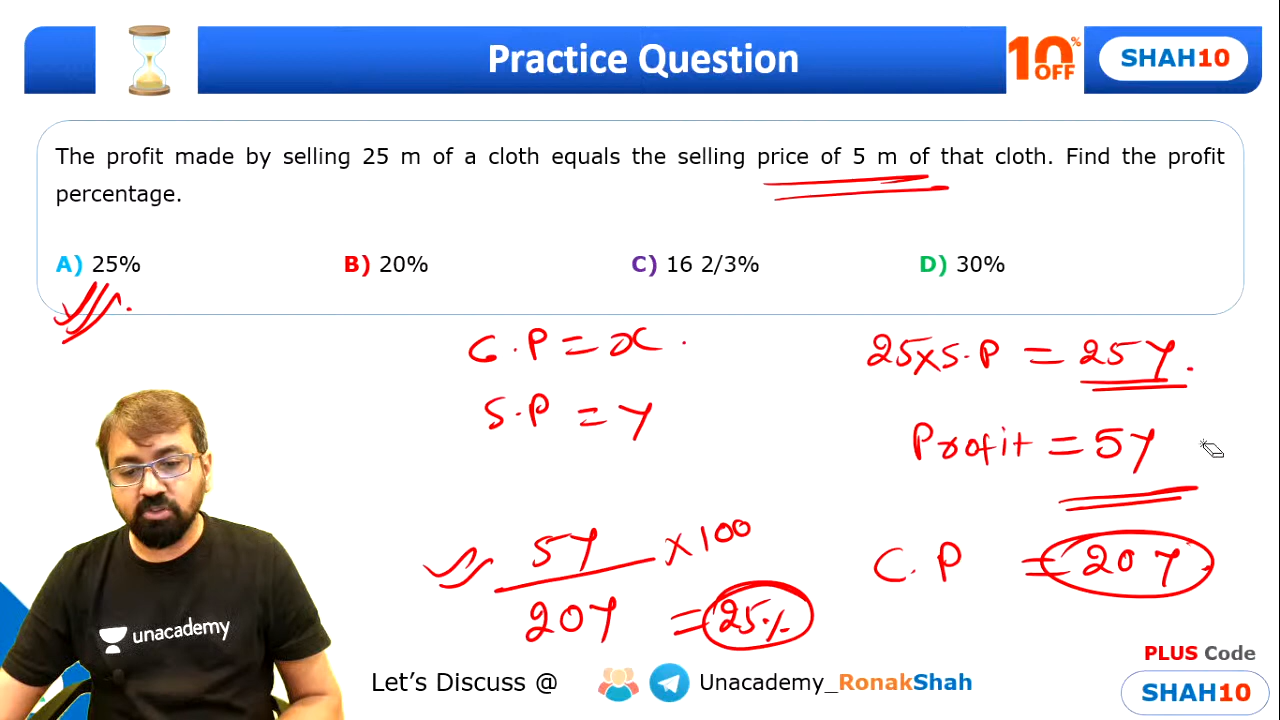 Practice Question
10% OFF
SHAH10
The profit made by selling 25 m of a cloth equals the selling price of 5 m of that cloth. Find the profit
percentage.
A) 25%
B) 20%
C) 16 2/3%
D) 30%
C.P = x
S.P = y
25×S.P = 25y
Profit = 5y
C.P = 20y
5y/20y × 100
= 25%
unacademy
Let's Discuss @ Unacademy_RonakShah
PLUS Code
SHAH10